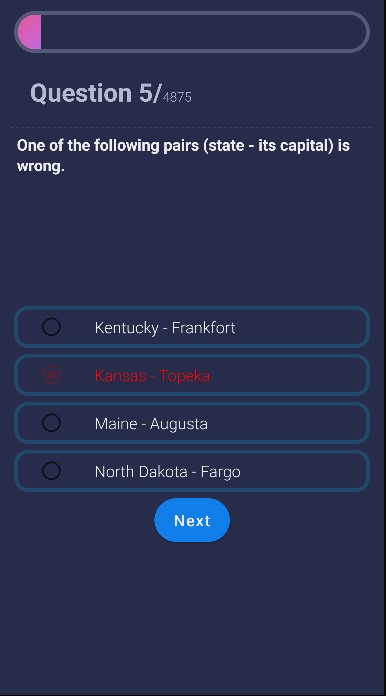 Question 5/4875
One of the following pairs (state - its capital) is
wrong.
Kentucky - Frankfort
Kansas - Topeka
Maine - Augusta
North Dakota - Fargo
Next